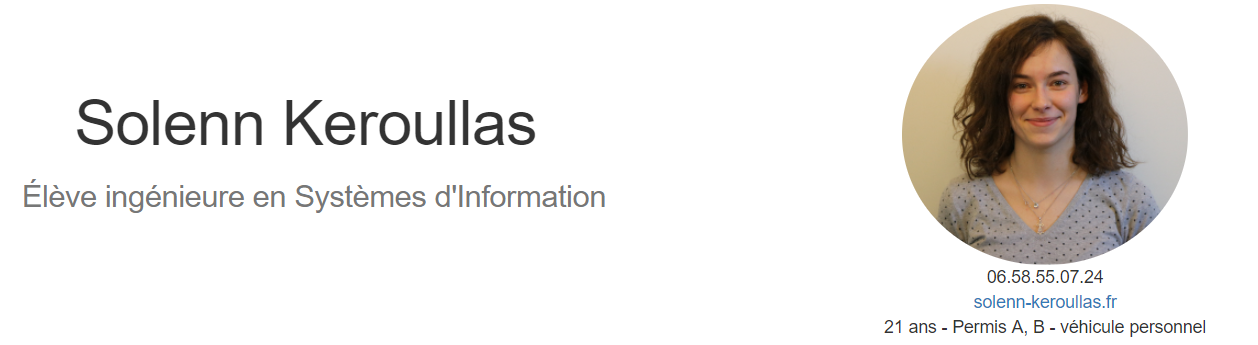 Solenn Keroullas
Élève ingénieure en Systèmes d'Information
06.58.55.07.24
solenn-keroullas.fr
21 ans - Permis A, B - véhicule personnel